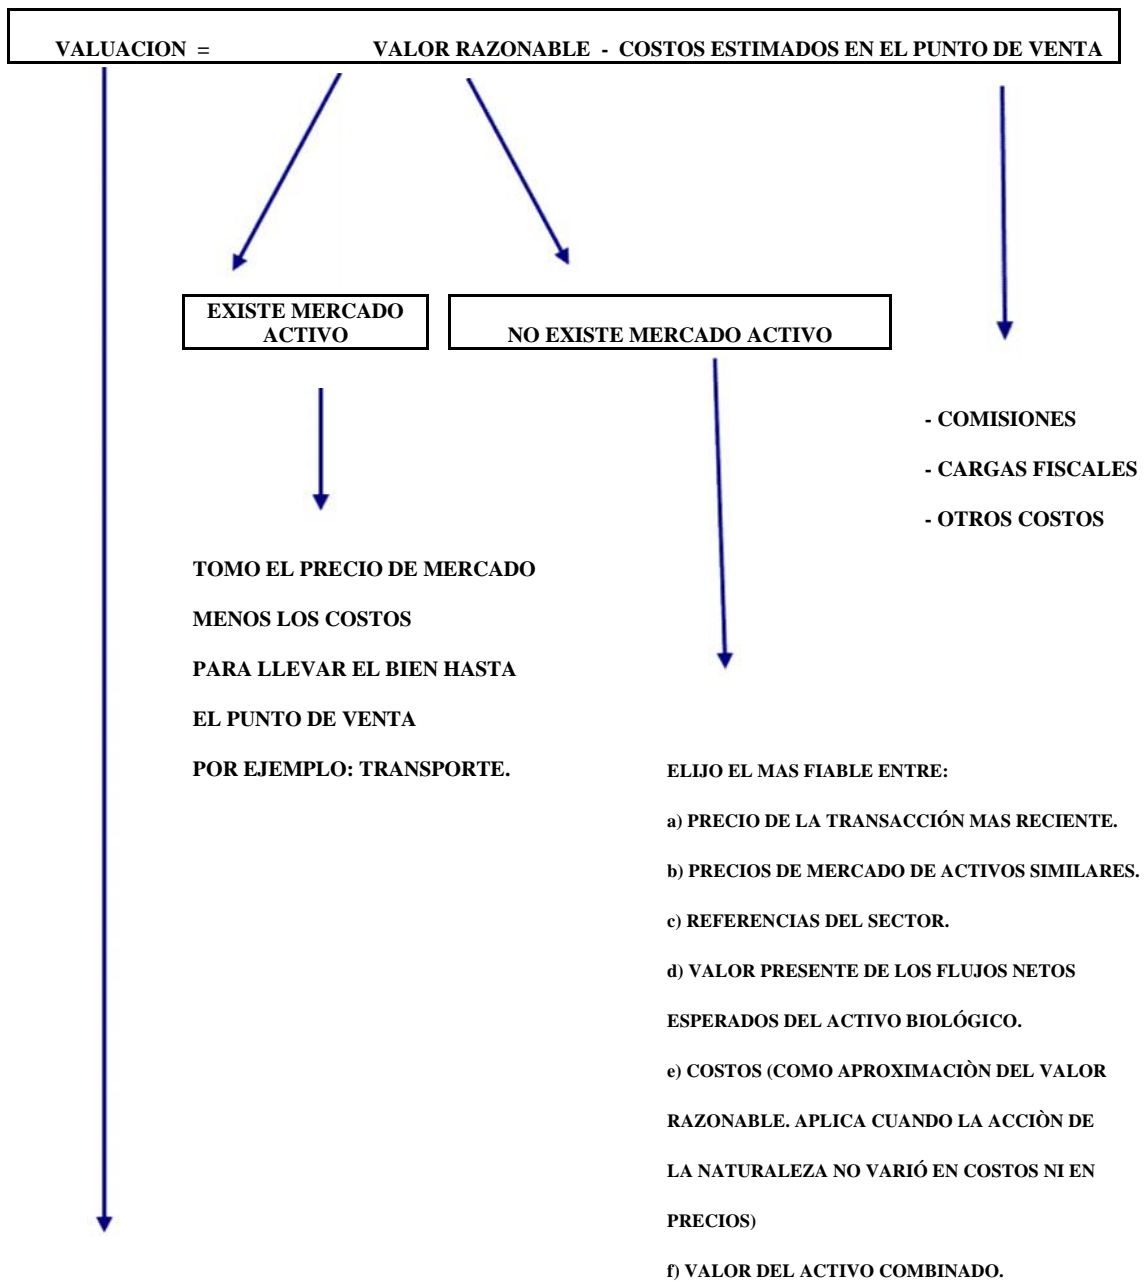 VALUACION = VALOR RAZONABLE - COSTOS ESTIMADOS EN EL PUNTO DE VENTA
EXISTE MERCADO
ACTIVO
NO EXISTE MERCADO ACTIVO
- COMISIONES
- CARGAS FISCALES
- OTROS COSTOS
TOMO EL PRECIO DE MERCADO
MENOS LOS COSTOS
PARA LLEVAR EL BIEN HASTA
EL PUNTO DE VENTA
POR EJEMPLO: TRANSPORTE.
ELIJO EL MAS FIABLE ENTRE:
a) PRECIO DE LA TRANSACCIÓN MAS RECIENTE.
b) PRECIOS DE MERCADO DE ACTIVOS SIMILARES.
c) REFERENCIAS DEL SECTOR.
d) VALOR PRESENTE DE LOS FLUJOS NETOS
ESPERADOS DEL ACTIVO BIOLÓGICO.
e) COSTOS (COMO APROXIMACIÒN DEL VALOR
RAZONABLE. APLICA CUANDO LA ACCIÒN DE
LA NATURALEZA NO VARIÓ EN COSTOS NI EN
PRECIOS)
f) VALOR DEL ACTIVO COMBINADO.